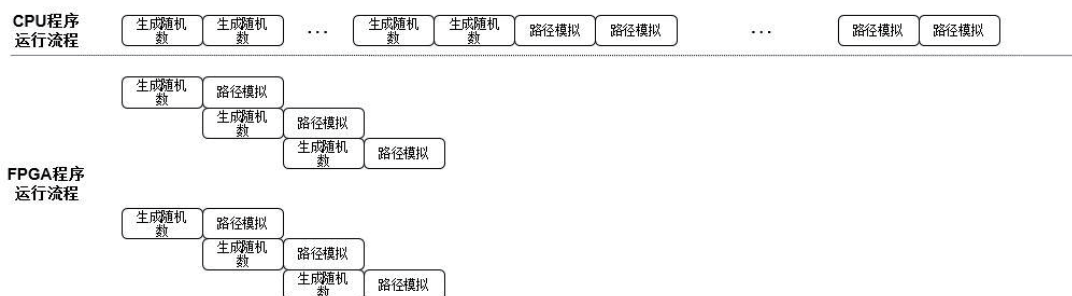 CPU程序
运行流程
生成随机
数
生成随机
数
...
生成随机
数
生成随机
数
路径模拟
路径模拟
...
路径模拟
路径模拟
生成随机
数
路径模拟
生成随机
数
路径模拟
生成随机
数
路径模拟
FPGA程序
运行流程
生成随机
数
路径模拟
生成随机
数
路径模拟
生成随机
数
路径模拟